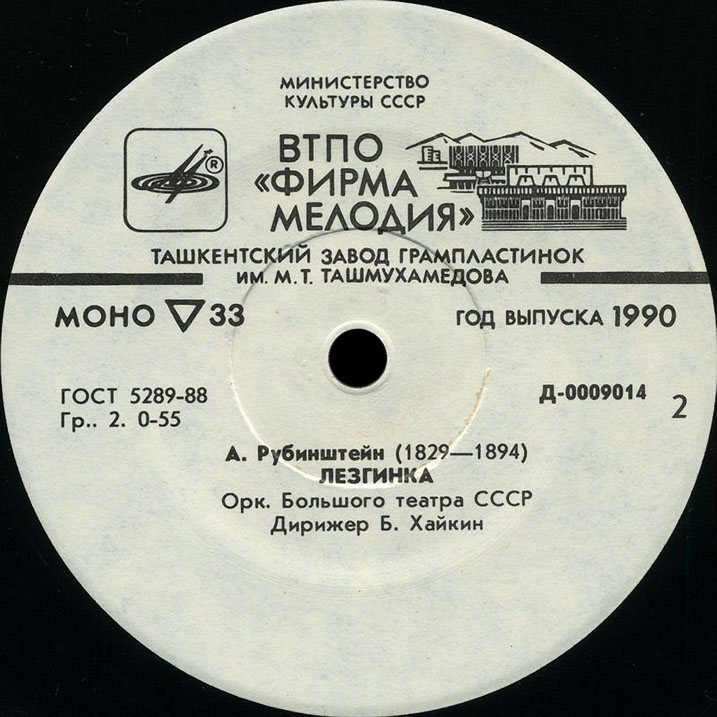 МИНИСТЕРСТВО
КУЛЬТУРЫ СССР
ВТПО
«ФИРМА
МЕЛОДИЯ»
®
ТАШКЕНТСКИЙ ЗАВОД ГРАМПЛАСТИНОК
ИМ. М.Т. ТАШМУХАМЕДОВА
МОНО ▽ 33
ГОД ВЫПУСКА 1990
ГОСТ 5289-88
Гр.. 2. 0-55
Д-0009014
2
А. Рубинштейн (1829—1894)
ЛЕЗГИНКА
Орк. Большого театра СССР
Дирижер Б. Хайкин